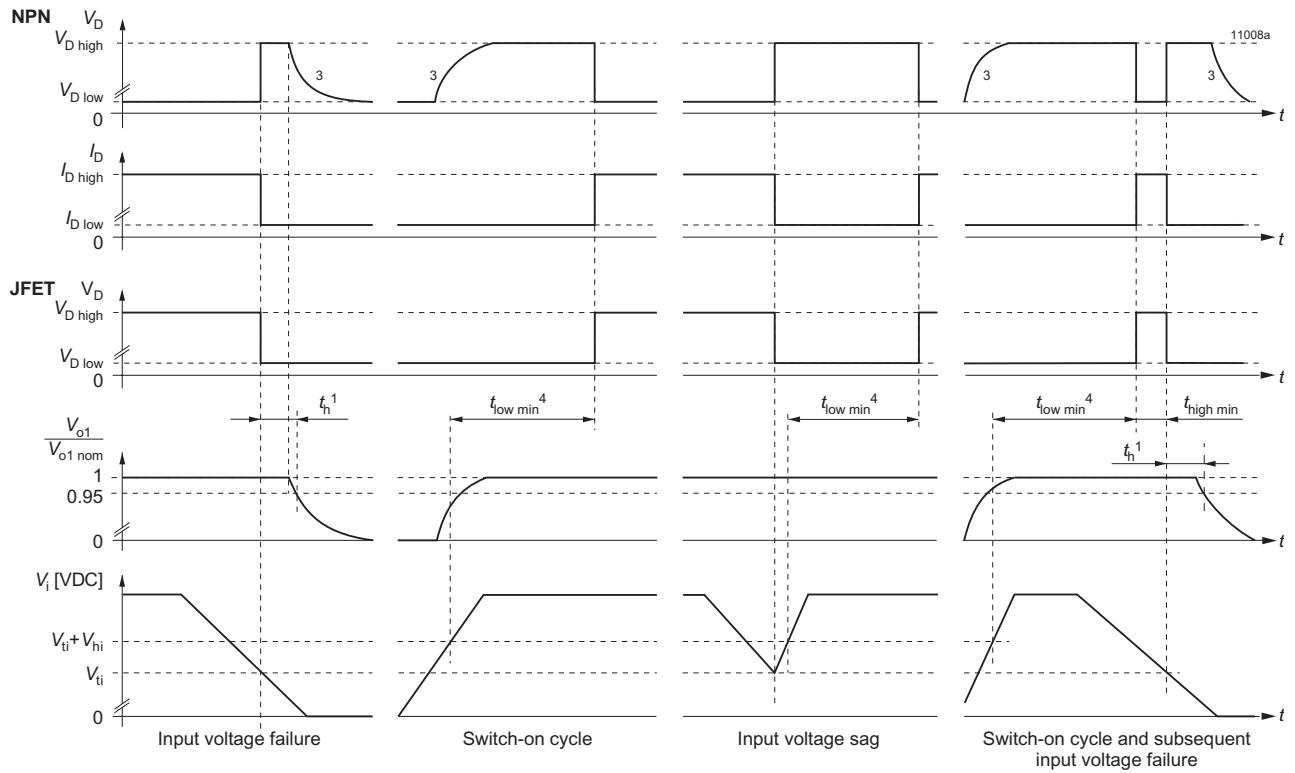 NPN
V_D
V_D high
3
3
3
3
11008a
V_D low
0
t
I_D
I_D high
I_D low
0
t
JFET V_D
V_D high
V_D low
0
t
t_h^1
t_low min^4
t_low min^4
t_low min^4
t_high min
V_o1
V_o1 nom
t_h^1
1
0.95
0
t
V_i [VDC]
V_ti + V_hi
V_ti
0
t
Input voltage failure
Switch-on cycle
Input voltage sag
Switch-on cycle and subsequent
input voltage failure